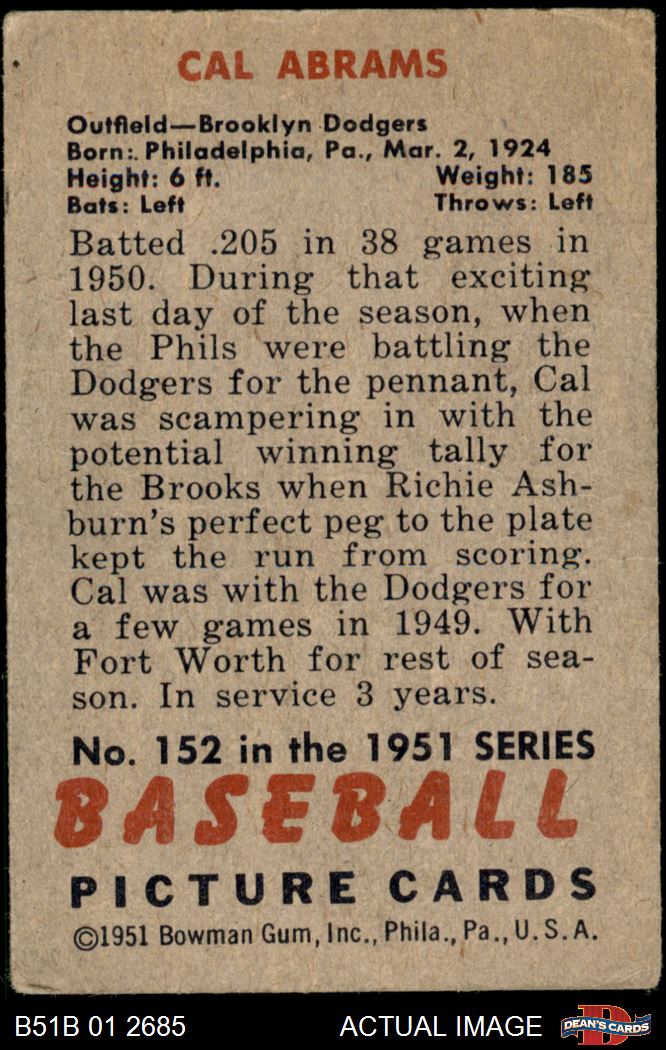 CAL ABRAMS
Outfield—Brooklyn Dodgers
Born: Philadelphia, Pa., Mar. 2, 1924
Height: 6 ft. Weight: 185
Bats: Left Throws: Left
Batted .205 in 38 games in
1950. During that exciting
last day of the season, when
the Phils were battling the
Dodgers for the pennant, Cal
was scampering in with the
potential winning tally for
the Brooks when Richie Ash-
burn's perfect peg to the plate
kept the run from scoring.
Cal was with the Dodgers for
a few games in 1949. With
Fort Worth for rest of sea-
son. In service 3 years.
No. 152 in the 1951 SERIES
BASEBALL
PICTURE CARDS
©1951 Bowman Gum, Inc., Phila., Pa., U.S.A.
B51B 01 2685 ACTUAL IMAGE DEAN'S CARDS